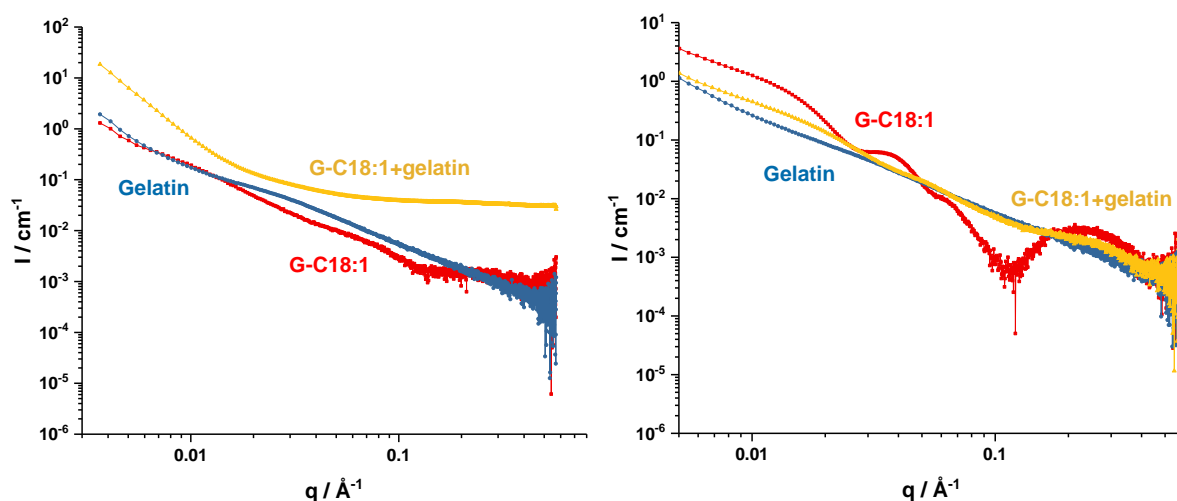 10²
10¹
10⁰
10⁻¹
10⁻²
10⁻³
10⁻⁴
10⁻⁵
10⁻⁶
I / cm⁻¹
G-C18:1+gelatin
Gelatin
G-C18:1
0.01
0.1
q / Å⁻¹
10¹
10⁰
10⁻¹
10⁻²
10⁻³
10⁻⁴
10⁻⁵
10⁻⁶
I / cm⁻¹
G-C18:1
Gelatin
G-C18:1+gelatin
0.01
0.1
q / Å⁻¹